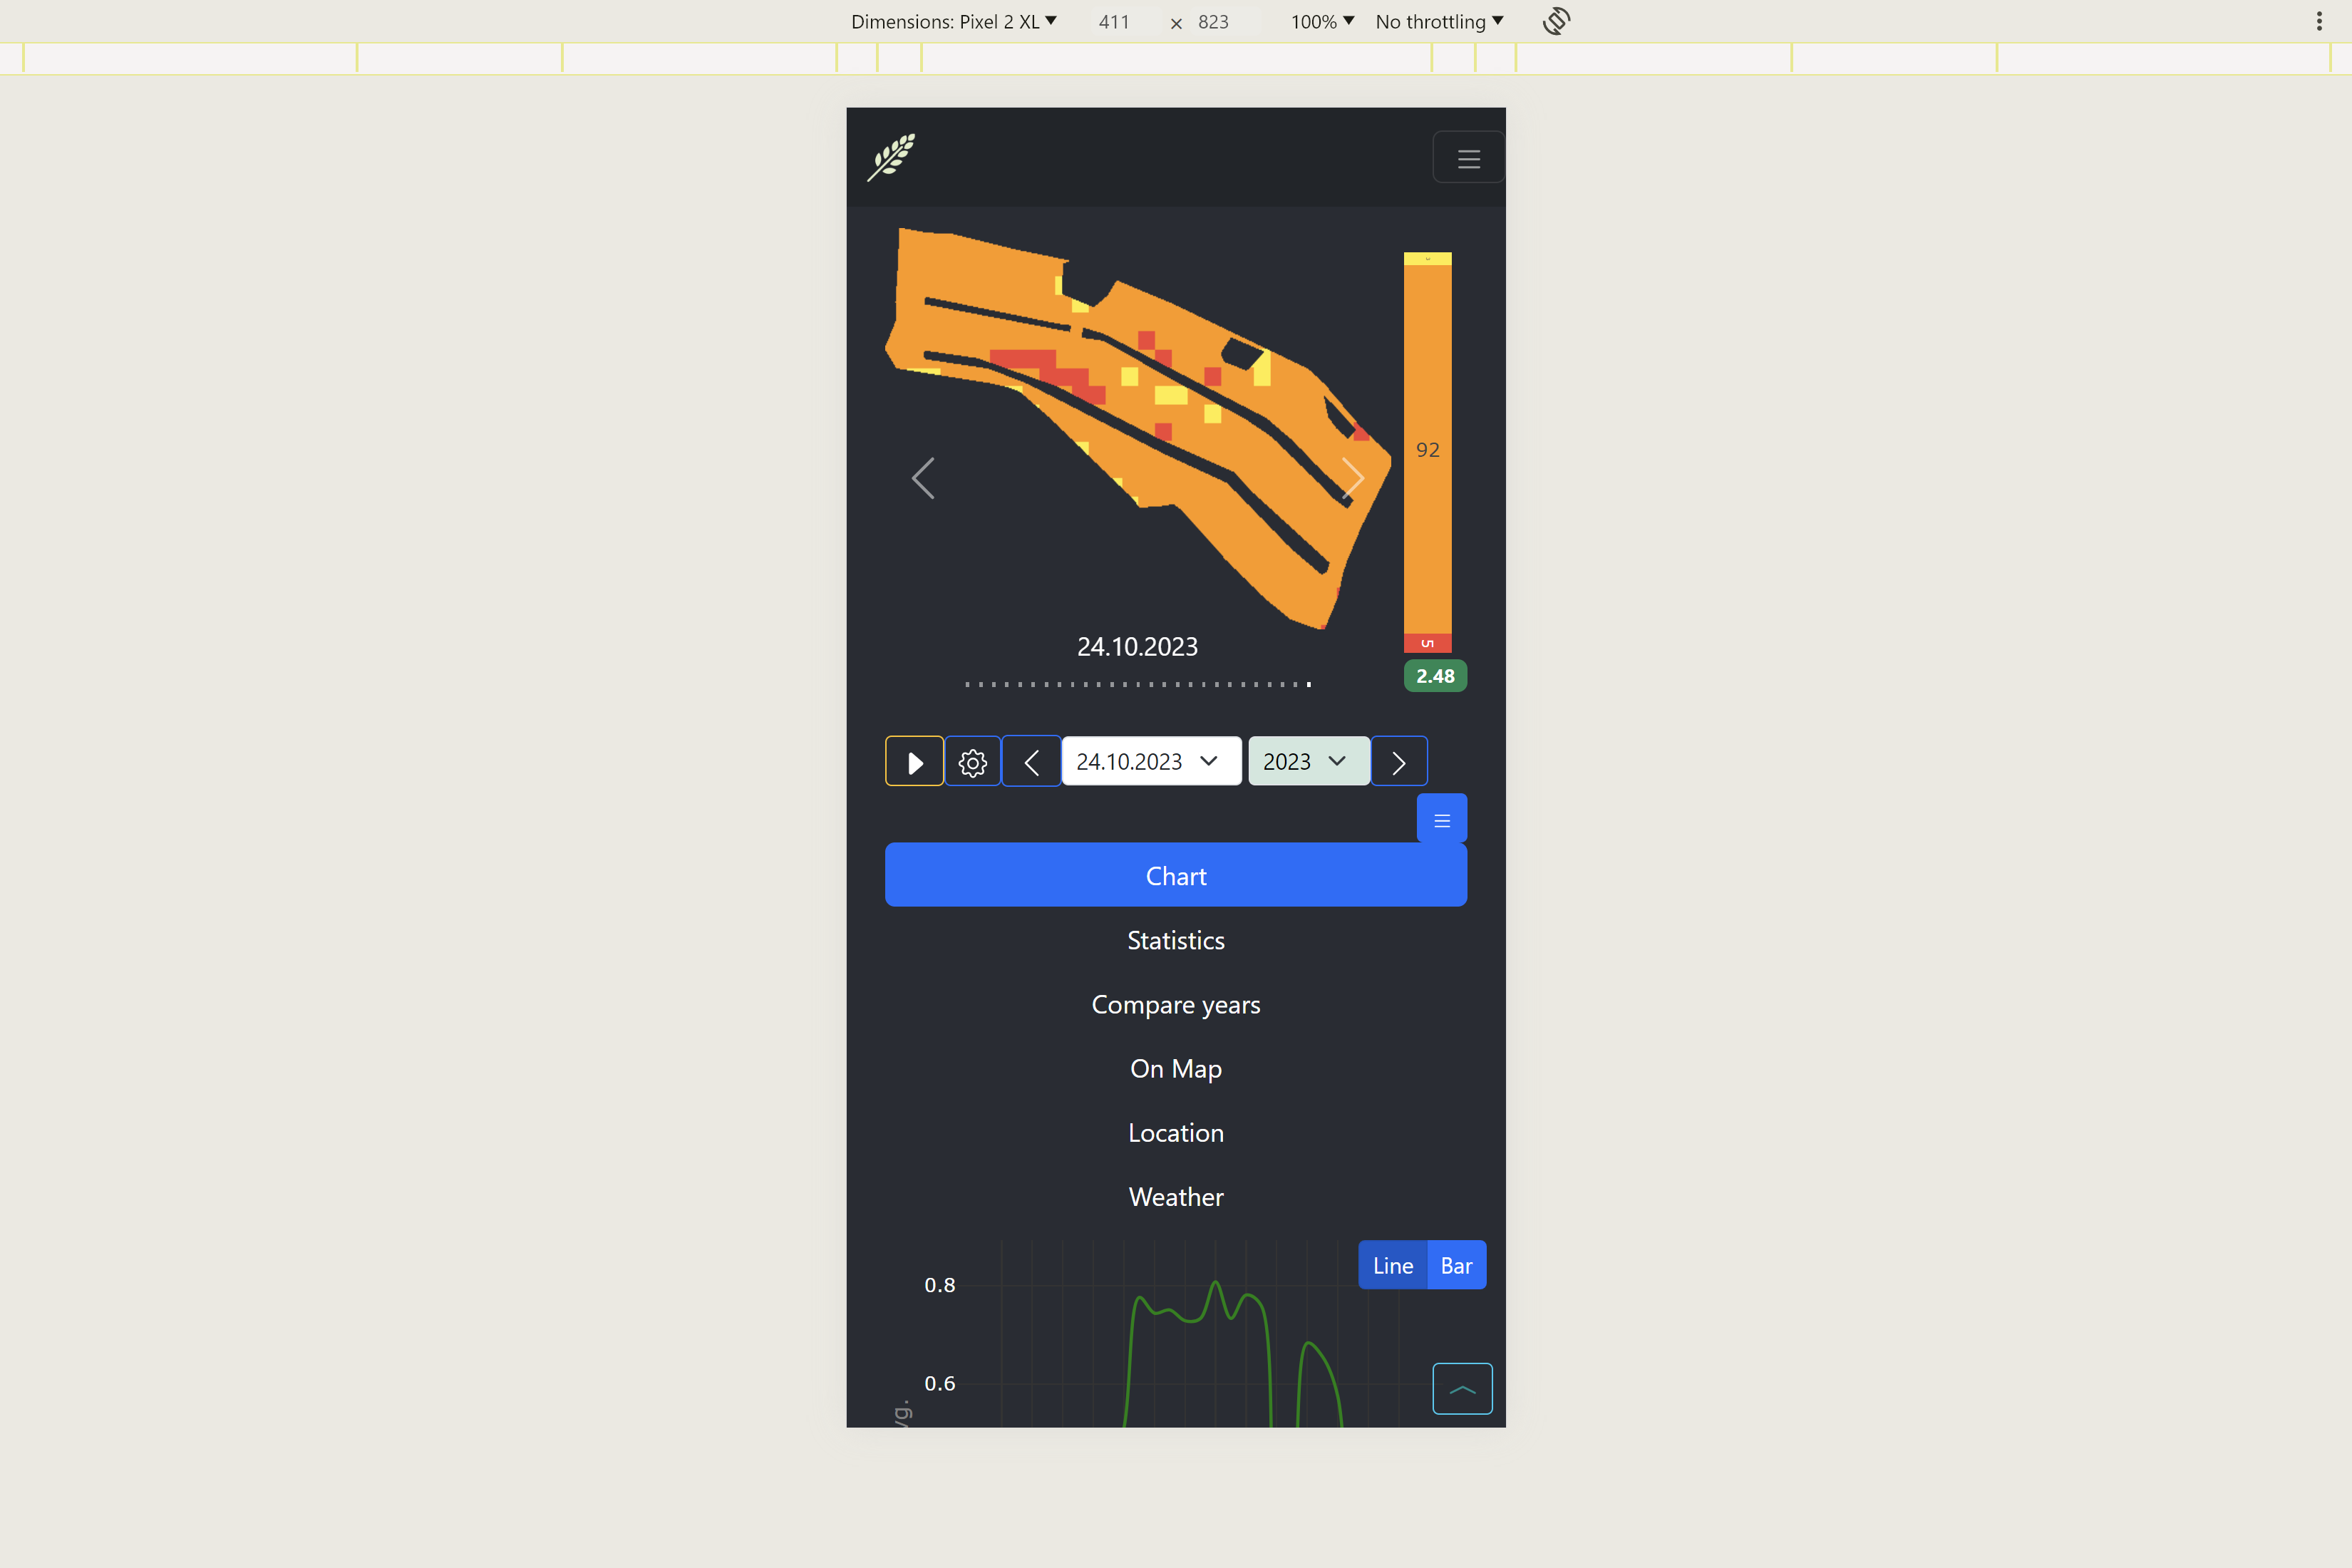 Dimensions: Pixel 2 XL 411 × 823 100% No throttling
92
5
24.10.2023
2.48
24.10.2023 2023
Chart
Statistics
Compare years
On Map
Location
Weather
Line Bar
0.8
0.6